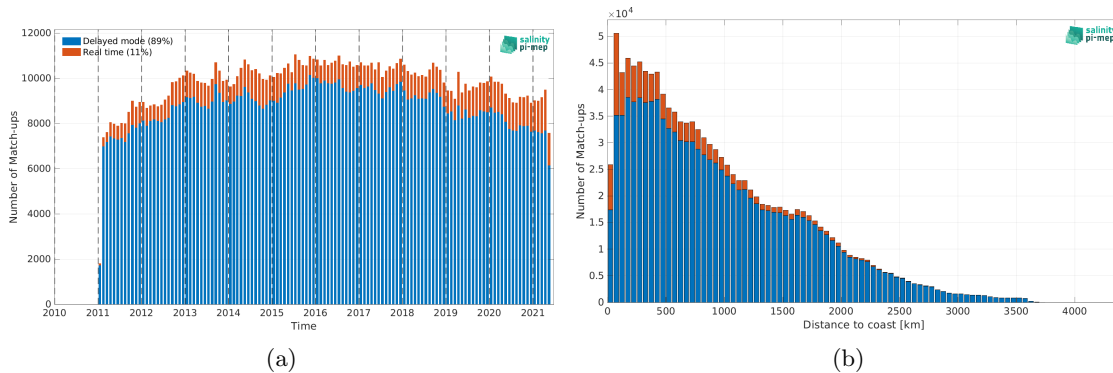 Delayed mode (89%)
Real time (11%)
salinity
pi-mep
Number of Match-ups
12000
10000
8000
6000
4000
2000
0
2010 2011 2012 2013 2014 2015 2016 2017 2018 2019 2020 2021
Time
(a)
×10⁴
salinity
pi-mep
Number of Match-ups
5
4.5
4
3.5
3
2.5
2
1.5
1
0.5
0
0 500 1000 1500 2000 2500 3000 3500 4000
Distance to coast [km]
(b)